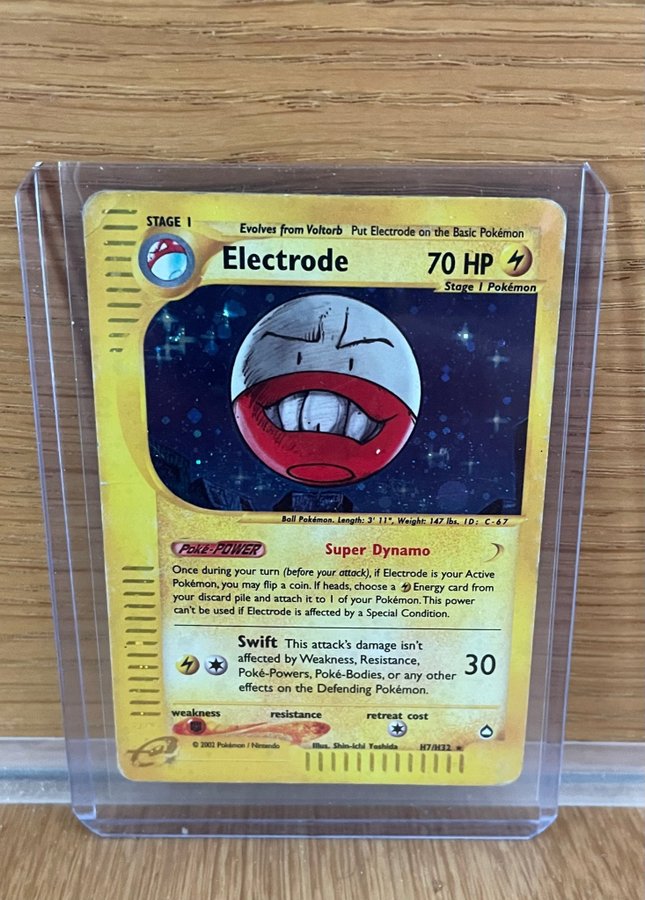 STAGE 1
Evolves from Voltorb Put Electrode on the Basic Pokémon
Electrode 70 HP
Stage 1 Pokémon
Ball Pokémon. Length: 3' 11", Weight: 147 lbs. ID: C-67
Poké-POWER Super Dynamo
Once during your turn (before your attack), if Electrode is your Active
Pokémon, you may flip a coin. If heads, choose a Energy card from
your discard pile and attach it to 1 of your Pokémon. This power
can't be used if Electrode is affected by a Special Condition.
Swift This attack's damage isn't
affected by Weakness, Resistance,
Poké-Powers, Poké-Bodies, or any other
effects on the Defending Pokémon.
30
weakness resistance retreat cost
© 2002 Pokémon / Nintendo Illus. Shin-ichi Yoshida H7/H32 ★